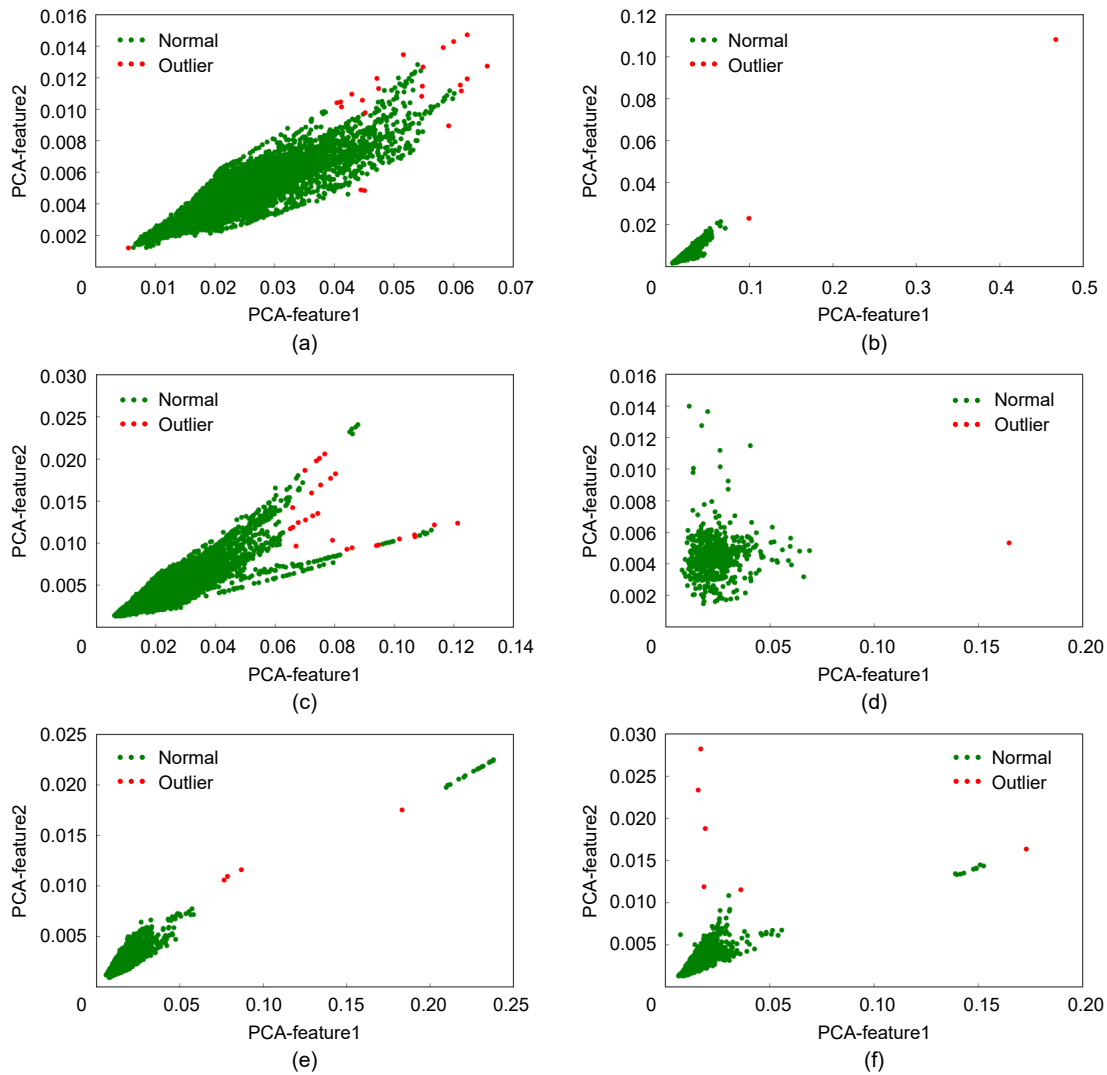 0.016
0.014
0.012
0.010
0.008
0.006
0.004
0.002
0
0.01
0.02
0.03
0.04
0.05
0.06
0.07
PCA-feature2
PCA-feature1
Normal
Outlier
(a)
0.12
0.10
0.08
0.06
0.04
0.02
0
0.1
0.2
0.3
0.4
0.5
PCA-feature2
PCA-feature1
Normal
Outlier
(b)
0.030
0.025
0.020
0.015
0.010
0.005
0
0.02
0.04
0.06
0.08
0.10
0.12
0.14
PCA-feature2
PCA-feature1
Normal
Outlier
(c)
0.016
0.014
0.012
0.010
0.008
0.006
0.004
0.002
0
0.05
0.10
0.15
0.20
PCA-feature2
PCA-feature1
Normal
Outlier
(d)
0.025
0.020
0.015
0.010
0.005
0
0.05
0.10
0.15
0.20
0.25
PCA-feature2
PCA-feature1
Normal
Outlier
(e)
0.030
0.025
0.020
0.015
0.010
0.005
0
0.05
0.10
0.15
0.20
PCA-feature2
PCA-feature1
Normal
Outlier
(f)